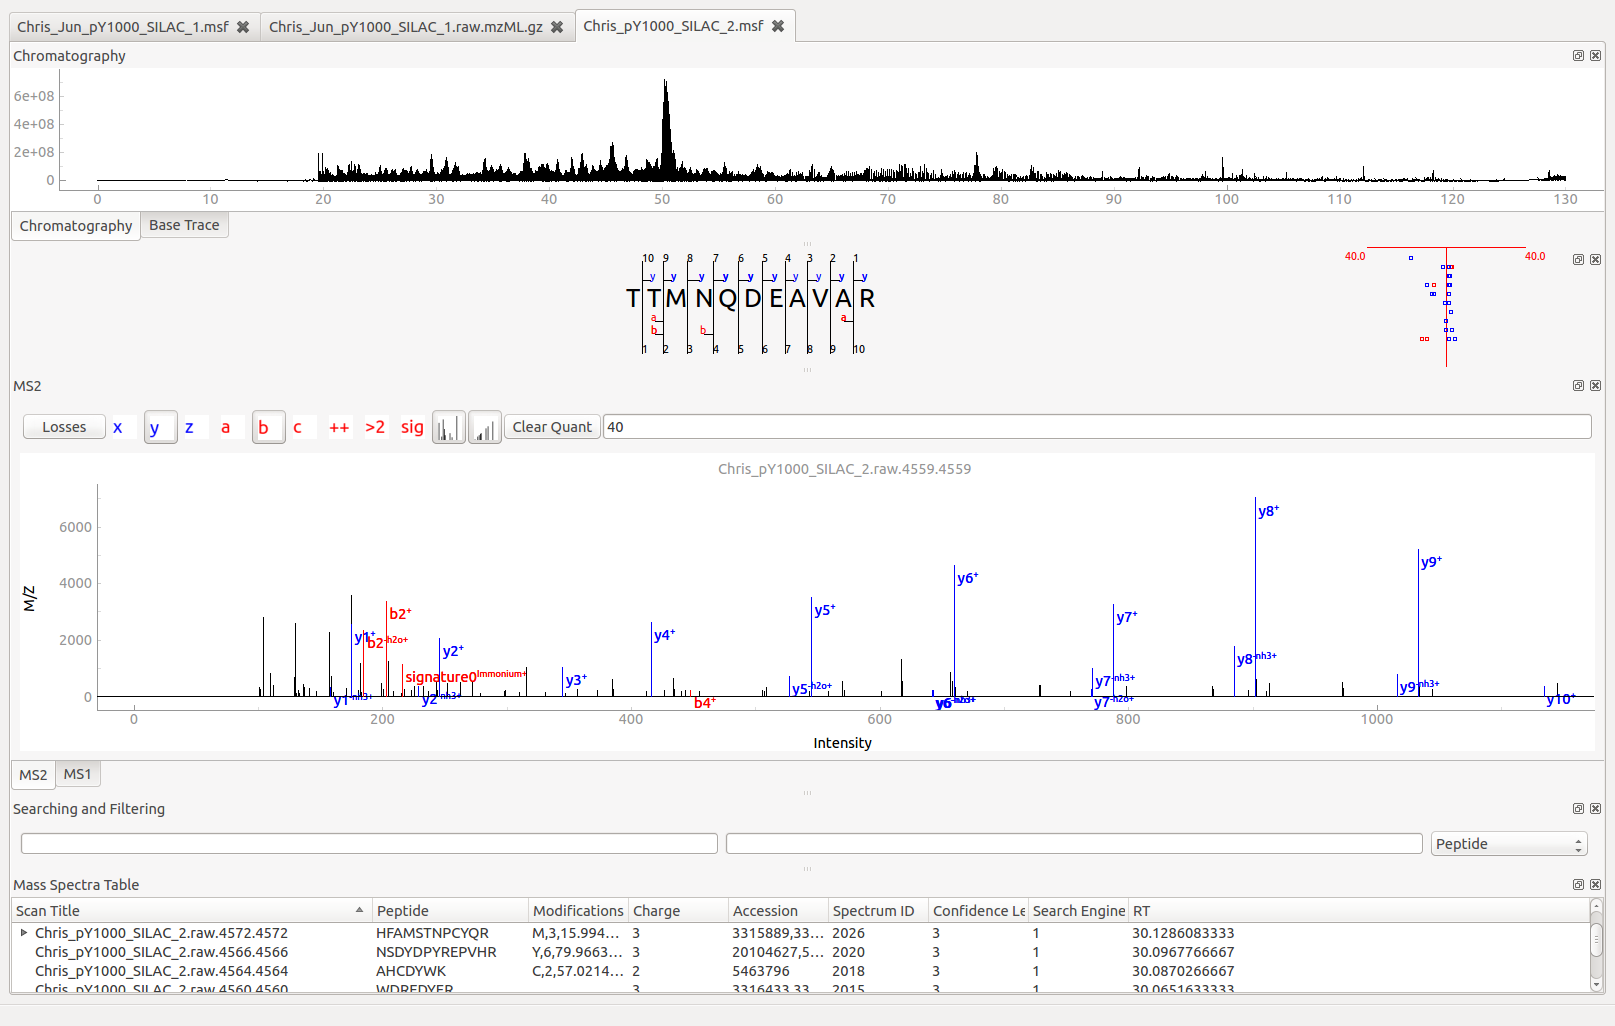 Chris_Jun_pY1000_SILAC_1.msf Chris_Jun_pY1000_SILAC_1.raw.mzML.gz Chris_pY1000_SILAC_2.msf
Chromatography
6e+08
4e+08
2e+08
0
0 10 20 30 40 50 60 70 80 90 100 110 120 130
Chromatography Base Trace
10 9 8 7 6 5 4 3 2 1
y y y y y y y y y y
TTMNQDEAVAR
a a
b b
1 2 3 4 5 6 7 8 9 10
40.0 40.0
MS2
Losses x y z a b c ++ >2 sig Clear Quant 40
Chris_pY1000_SILAC_2.raw.4559.4559
M/Z
6000
4000
2000
0
y8+
y9+
y6+
y5+
b2+
y7+
y4+
y1+
b2-h2o+
y2+
y8-nh3+
signature0Immonium+
y3+
y7-nh3+
y5-h2o+
y9-nh3+
y1-nh3+
y2-nh3+
b4+
y7-h2o+
y10+
0 200 400 600 800 1000
Intensity
MS2 MS1
Searching and Filtering
Peptide
Mass Spectra Table
Scan Title Peptide Modifications Charge Accession Spectrum ID Confidence Le Search Engine RT
Chris_pY1000_SILAC_2.raw.4572.4572 HFAMSTNPCYQR M,3,15.994... 3 3315889,33... 2026 3 1 30.1286083333
Chris_pY1000_SILAC_2.raw.4566.4566 NSDYDPYREPVHR Y,6,79.9663... 3 20104627,5... 2020 3 1 30.0967766667
Chris_pY1000_SILAC_2.raw.4564.4564 AHCDYWK C,2,57.0214... 2 5463796 2018 3 1 30.0870266667
Chris_pY1000_SILAC_2.raw.4560.4560 WDREDYER 3 3316433,33... 2015 3 1 30.0651633333